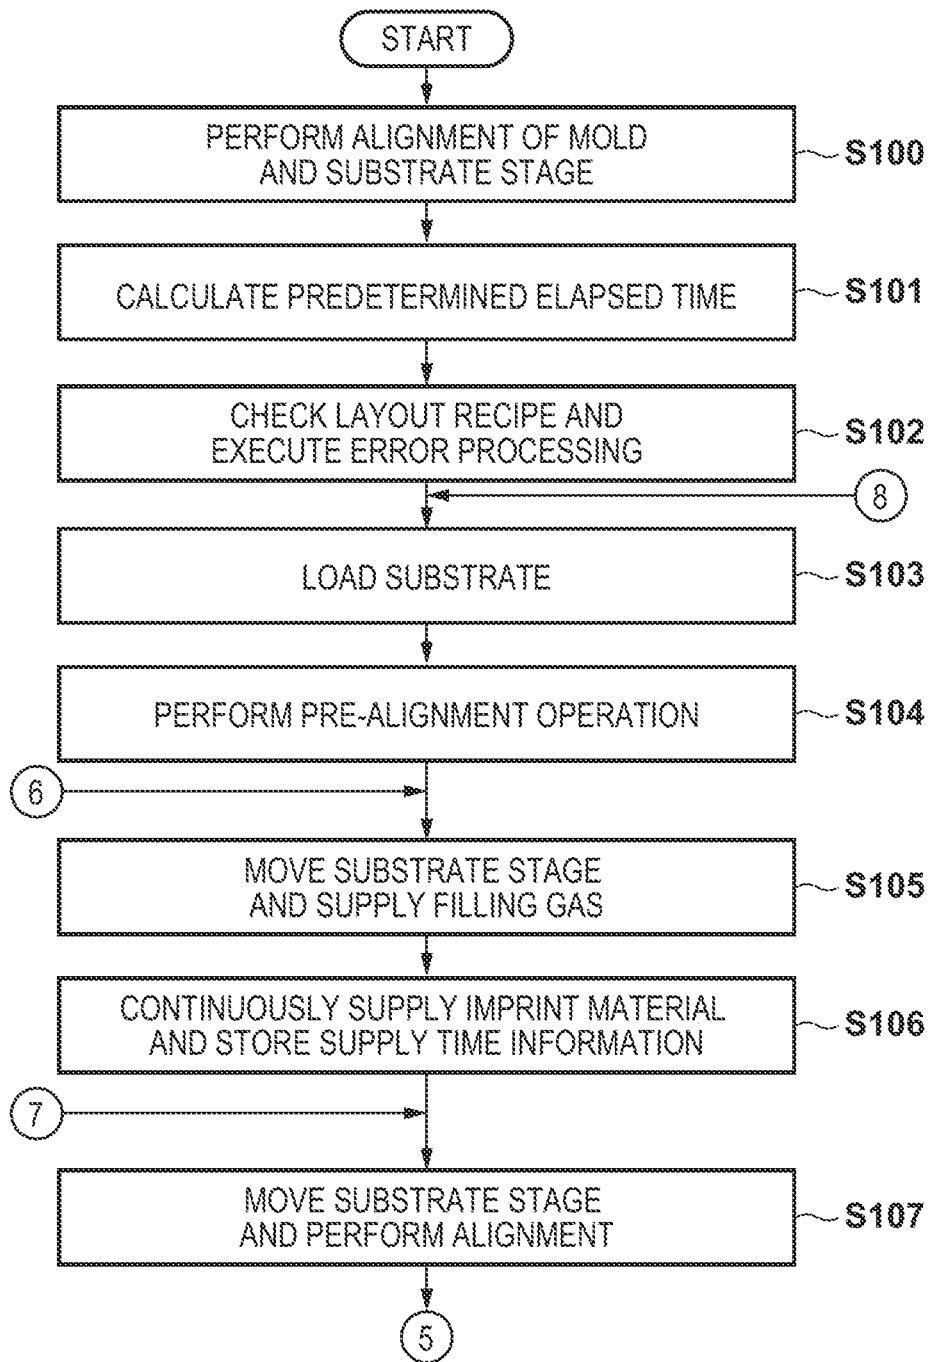 START
PERFORM ALIGNMENT OF MOLD
AND SUBSTRATE STAGE
S100
CALCULATE PREDETERMINED ELAPSED TIME
S101
CHECK LAYOUT RECIPE AND
EXECUTE ERROR PROCESSING
S102
8
LOAD SUBSTRATE
S103
PERFORM PRE-ALIGNMENT OPERATION
S104
6
MOVE SUBSTRATE STAGE
AND SUPPLY FILLING GAS
S105
CONTINUOUSLY SUPPLY IMPRINT MATERIAL
AND STORE SUPPLY TIME INFORMATION
S106
7
MOVE SUBSTRATE STAGE
AND PERFORM ALIGNMENT
S107
5